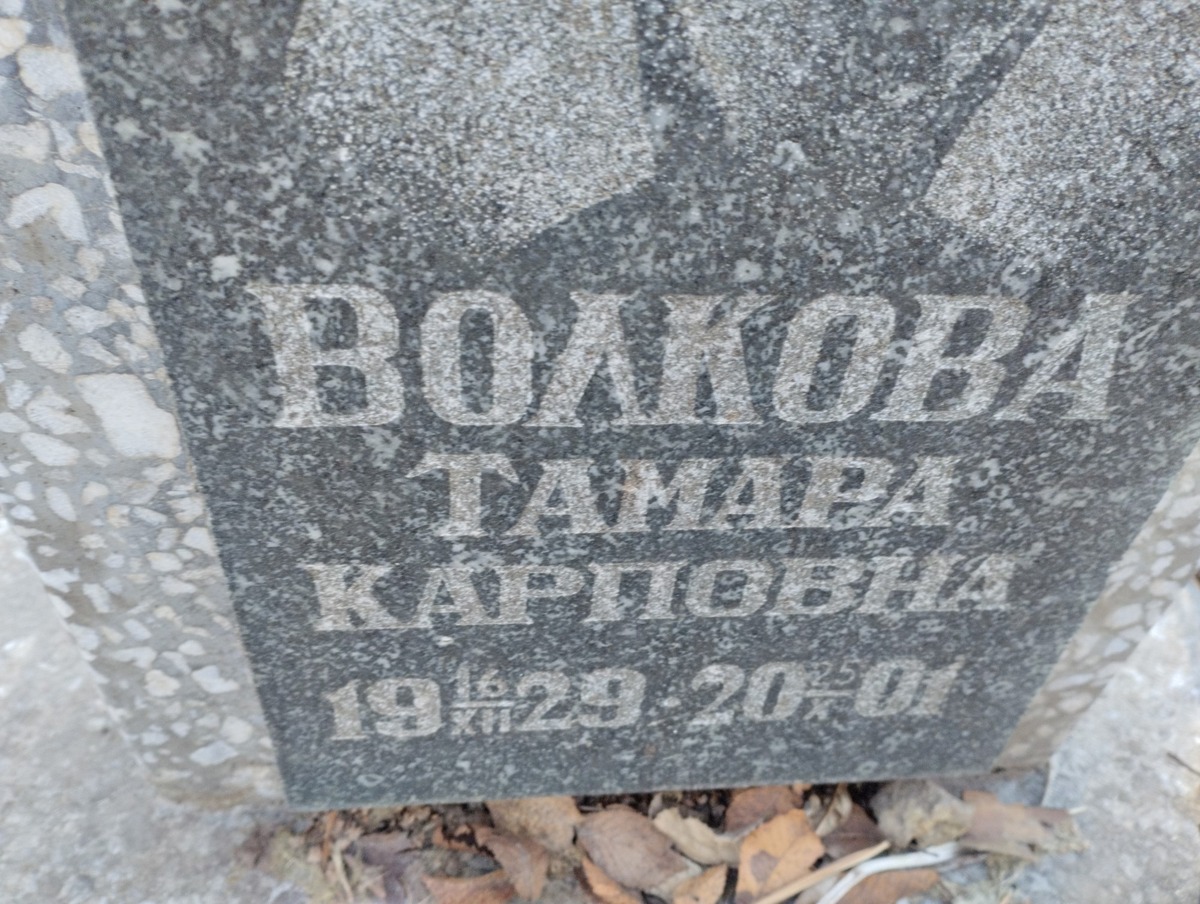 ВОЛКОВА
ТАМАРА
КАРПОВНА
19 16/XII 29 · 20 25/X 01